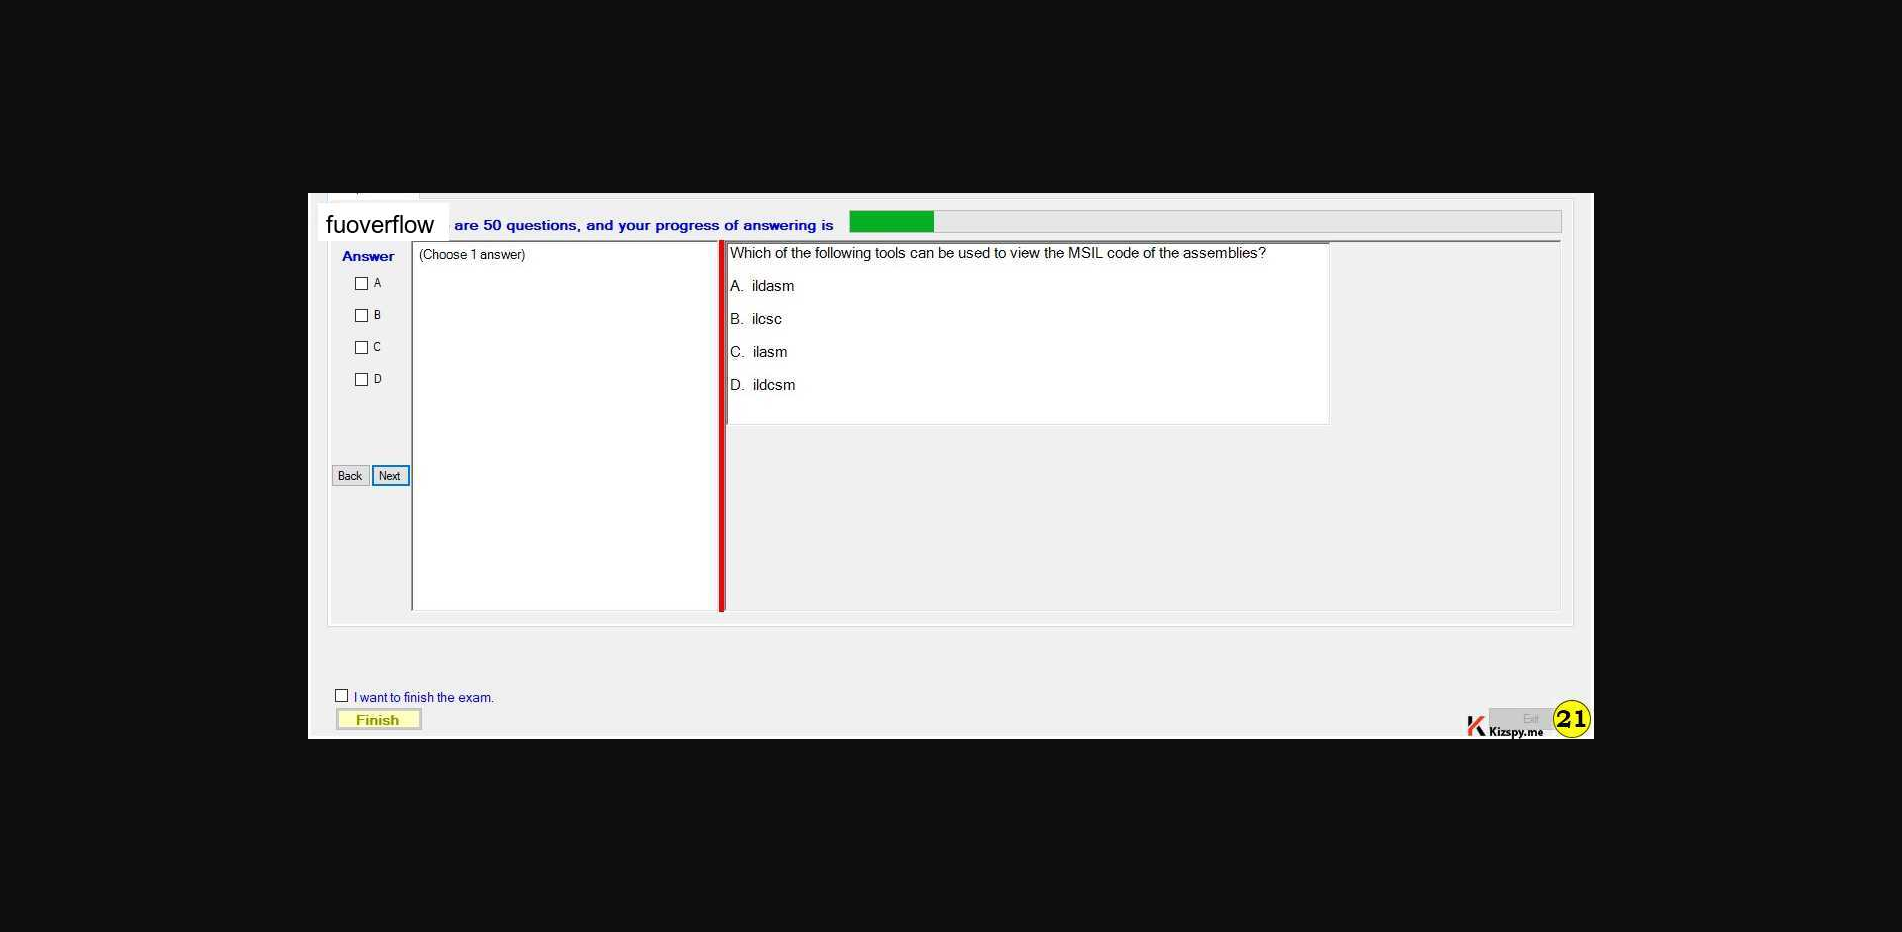 fuoverflow are 50 questions, and your progress of answering is
Answer
(Choose 1 answer)
A
B
C
D
Back Next
Which of the following tools can be used to view the MSIL code of the assemblies?
A. ildasm
B. ilcsc
C. ilasm
D. ildcsm
I want to finish the exam.
Finish
Exit
21
Kizspy.me